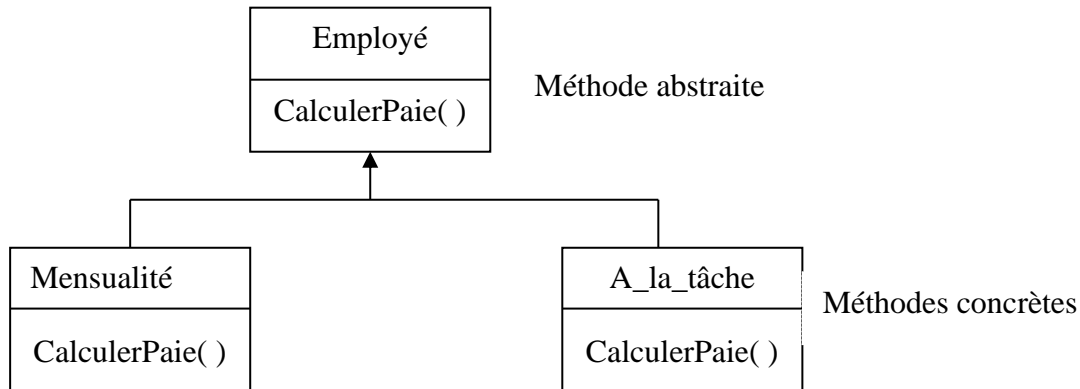 Employé
Méthode abstraite
CalculerPaie( )
Mensualité
A_la_tâche
Méthodes concrètes
CalculerPaie( )
CalculerPaie( )